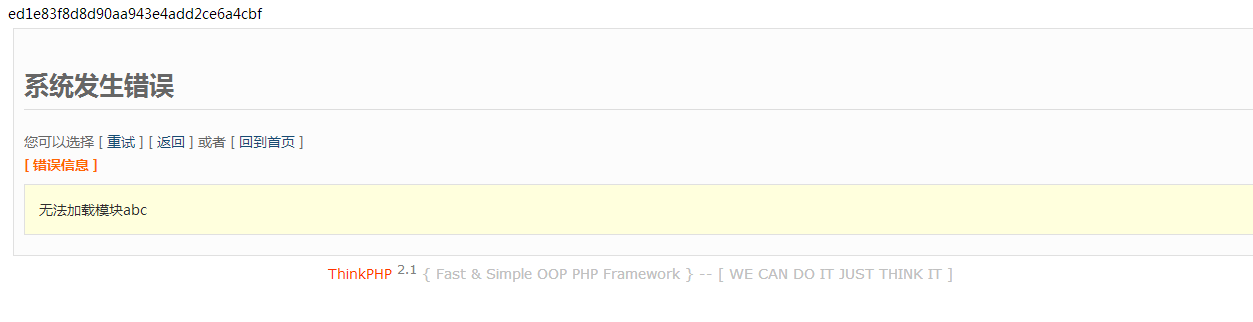 ed1e83f8d8d90aa943e4add2ce6a4cbf
系统发生错误
您可以选择 [ 重试 ] [ 返回 ] 或者 [ 回到首页 ]
[ 错误信息 ]
无法加载模块abc
ThinkPHP 2.1 { Fast & Simple OOP PHP Framework } -- [ WE CAN DO IT JUST THINK IT ]